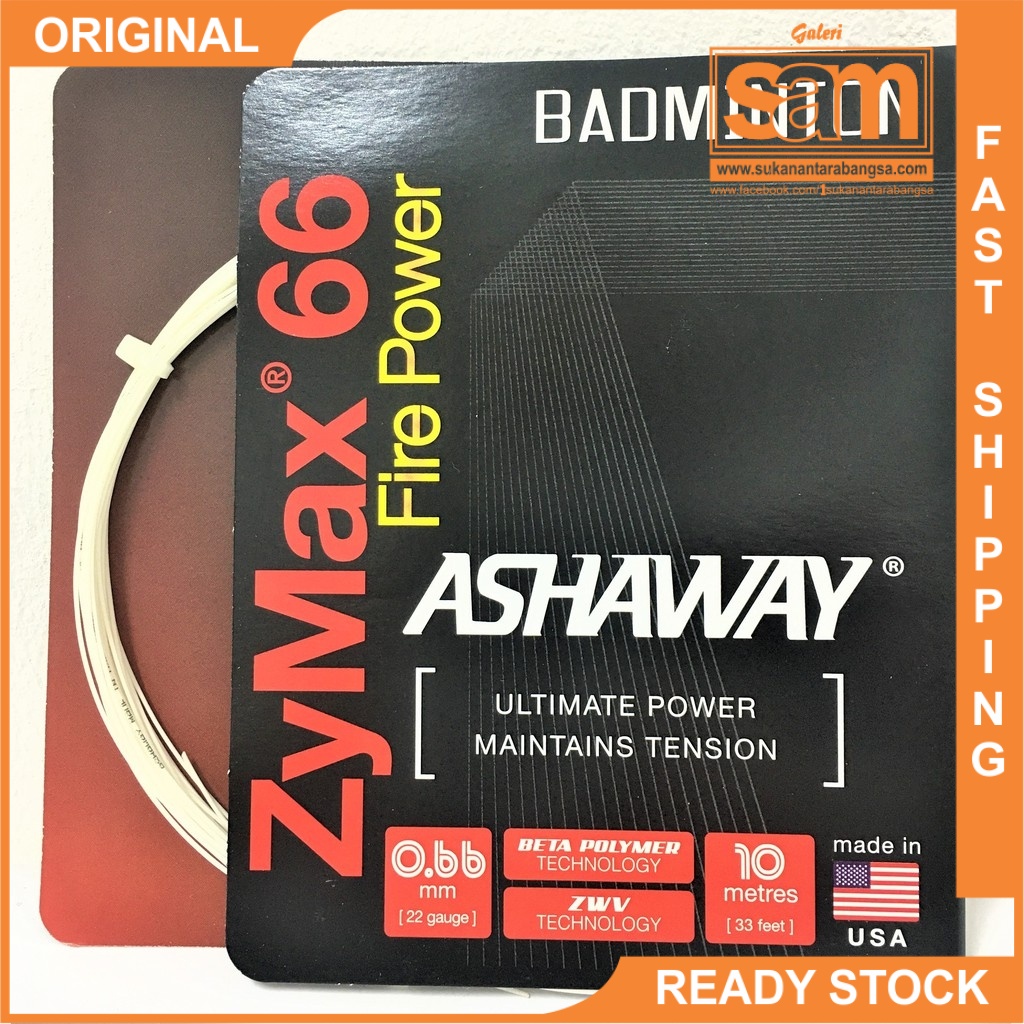 ORIGINAL
Galeri
sam
www.sukanantarabangsa.com
www.facebook.com/1sukanantarabangsa
BADMINTON
FAST SHIPPING
ZyMax® 66
Fire Power
ASHAWAY®
ULTIMATE POWER
MAINTAINS TENSION
0.66
mm
[22 gauge]
BETA POLYMER
TECHNOLOGY
ZWV
TECHNOLOGY
10
metres
[33 feet]
made in
USA
READY STOCK